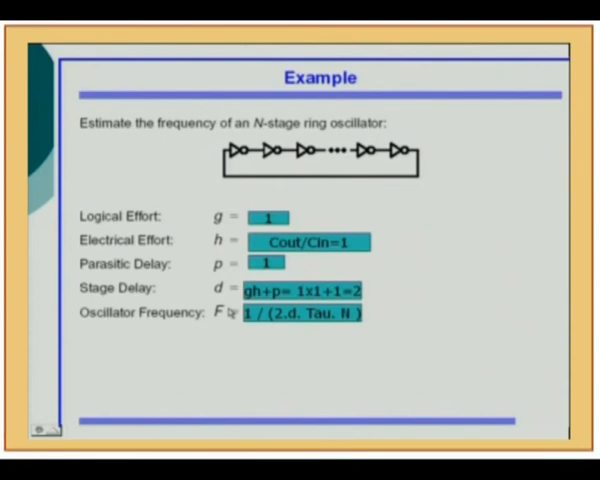 Example
Estimate the frequency of an N-stage ring oscillator:
Logical Effort: g = 1
Electrical Effort: h = Cout/Cin=1
Parasitic Delay: p = 1
Stage Delay: d = gh+p= 1x1+1=2
Oscillator Frequency: F = 1 / (2.d. Tau. N )